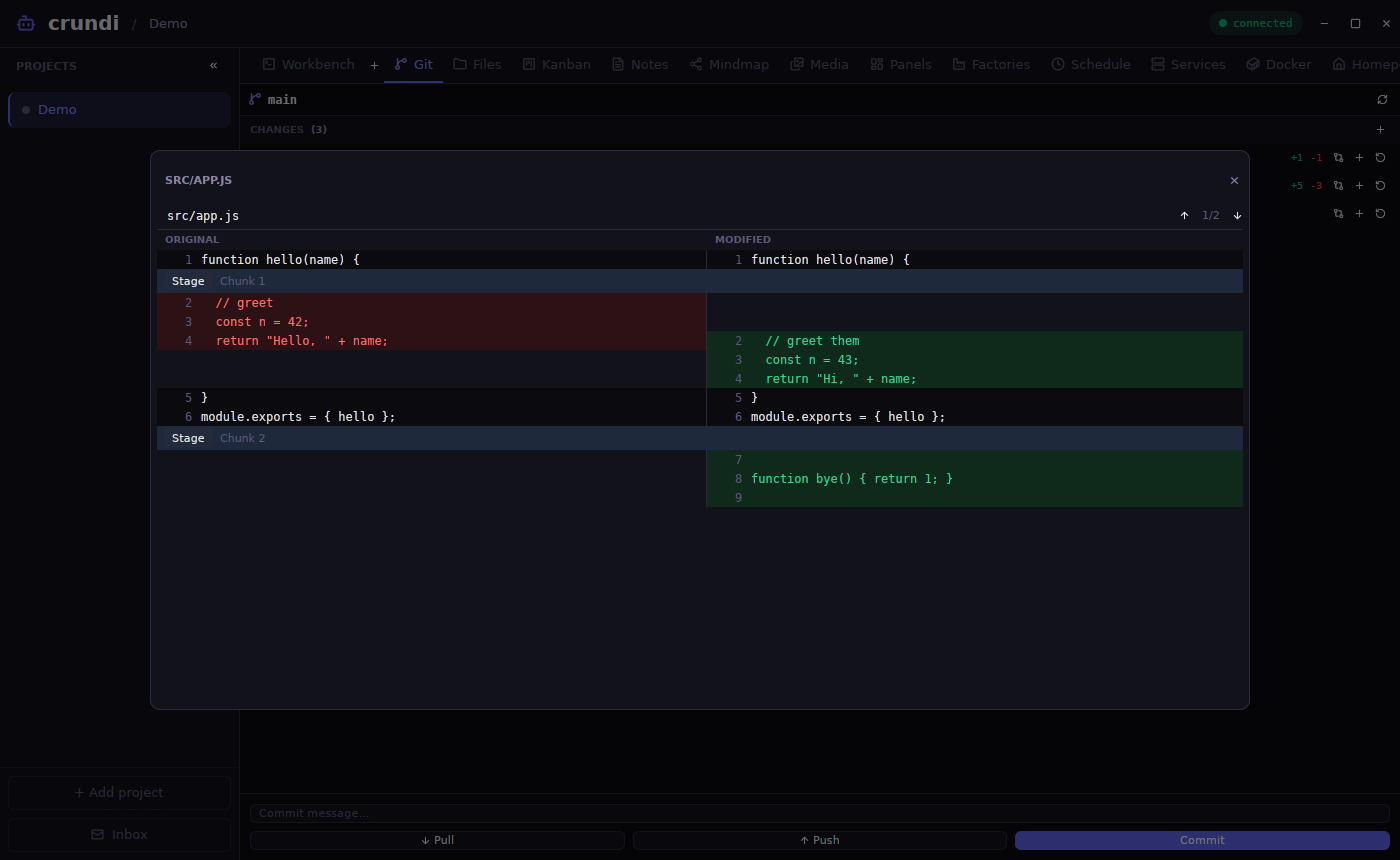 crundi / Demo
connected
PROJECTS «
Workbench + Git Files Kanban Notes Mindmap Media Panels Factories Schedule Services Docker Homep
Demo
main
CHANGES (3) +
+1 -1 +
+5 -3 +
+
SRC/APP.JS ×
src/app.js ↑ 1/2 ↓
ORIGINAL MODIFIED
1 function hello(name) { 1 function hello(name) {
Stage Chunk 1
2 // greet
3 const n = 42;
4 return "Hello, " + name; 2 // greet them
3 const n = 43;
4 return "Hi, " + name;
5 } 5 }
6 module.exports = { hello }; 6 module.exports = { hello };
Stage Chunk 2
7
8 function bye() { return 1; }
9
+ Add project
Inbox
Commit message...
↓ Pull ↑ Push Commit